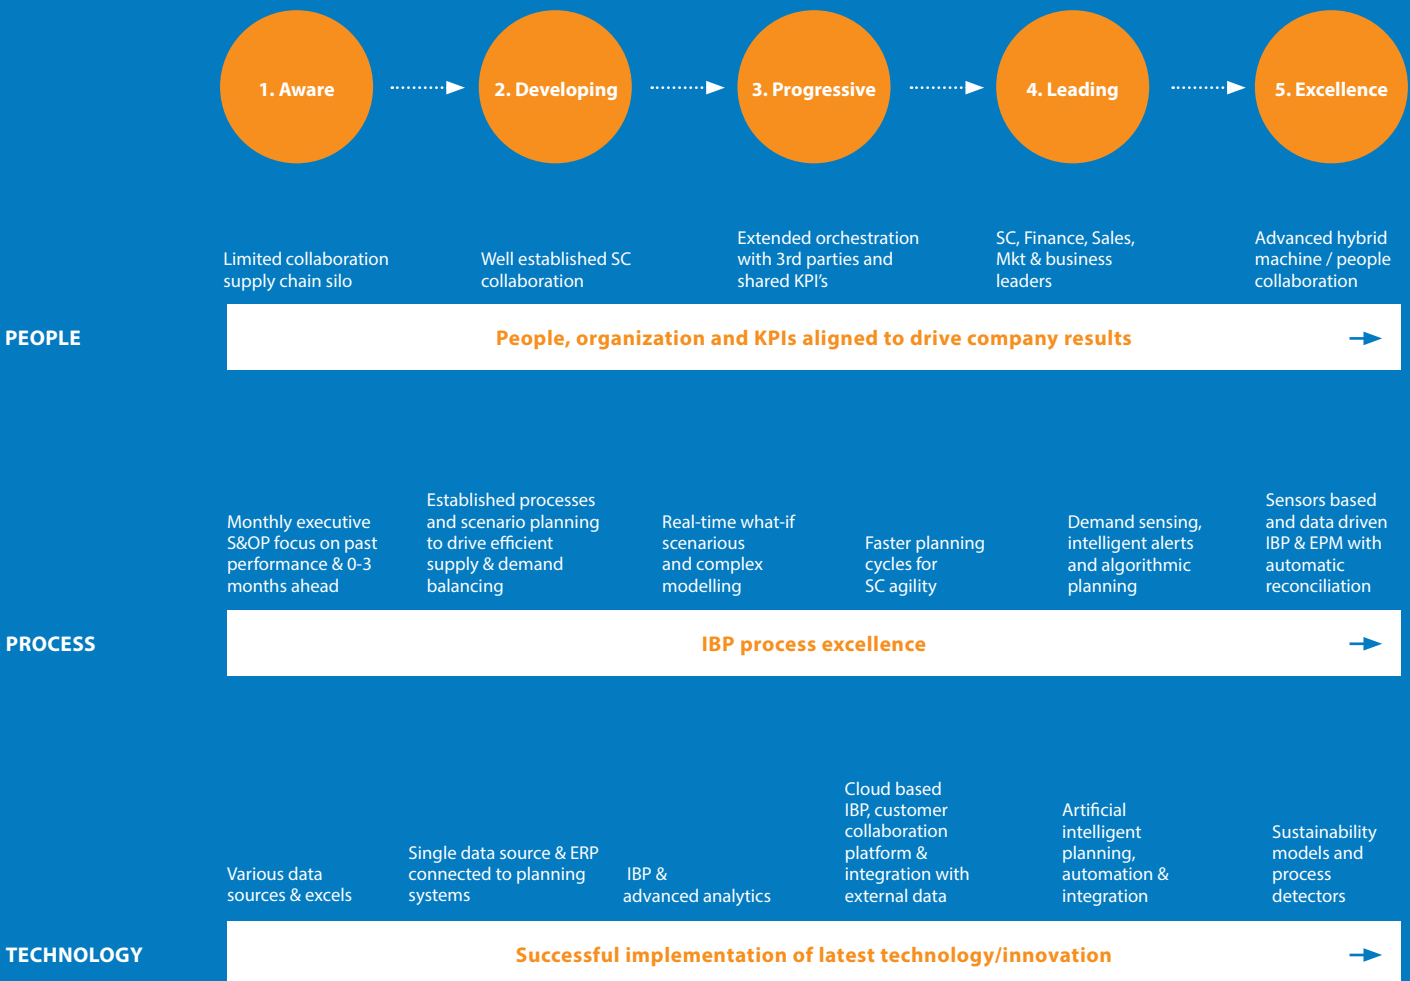 1. Aware
2. Developing
3. Progressive
4. Leading
5. Excellence
Limited collaboration
supply chain silo
Well established SC
collaboration
Extended orchestration
with 3rd parties and
shared KPI's
SC, Finance, Sales,
Mkt & business
leaders
Advanced hybrid
machine / people
collaboration
PEOPLE
People, organization and KPIs aligned to drive company results
Monthly executive
S&OP focus on past
performance & 0-3
months ahead
Established processes
and scenario planning
to drive efficient
supply & demand
balancing
Real-time what-if
scenarious
and complex
modelling
Faster planning
cycles for
SC agility
Demand sensing,
intelligent alerts
and algorithmic
planning
Sensors based
and data driven
IBP & EPM with
automatic
reconciliation
PROCESS
IBP process excellence
Various data
sources & excels
Single data source & ERP
connected to planning
systems
IBP &
advanced analytics
Cloud based
IBP, customer
collaboration
platform &
integration with
external data
Artificial
intelligent
planning,
automation &
integration
Sustainability
models and
process
detectors
TECHNOLOGY
Successful implementation of latest technology/innovation